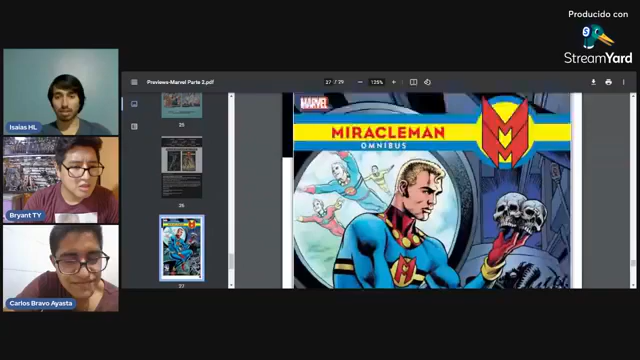 Producido con
StreamYard
Isaías HL
Bryant TY
Carlos Bravo Ayasta
Previews-Marvel Parte 2.pdf
27 / 29
125%
25
26
27
MARVEL
MIRACLEMAN
OMNIBUS